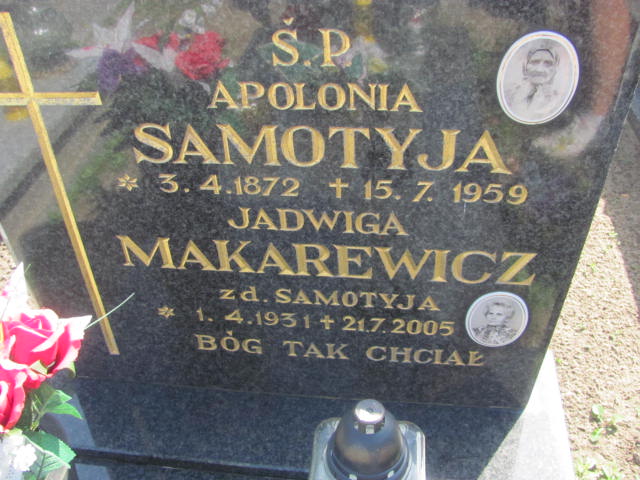 Ś.P
APOLONIA
SAMOTYJA
* 3.4.1872 + 15.7.1959
JADWIGA
MAKAREWICZ
zd. SAMOTYJA
* 1.4.1931 + 21.7.2005
BÓG TAK CHCIAŁ